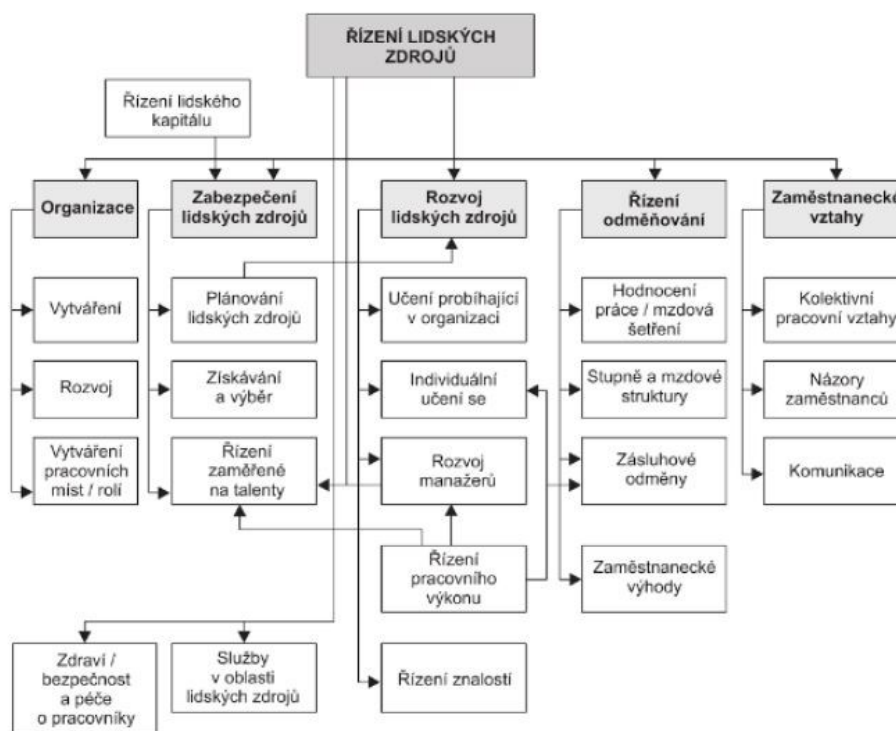 ŘÍZENÍ LIDSKÝCH
ZDROJŮ
Řízení lidského
kapitálu
Organizace
Zabezpečení
lidských zdrojů
Rozvoj
lidských zdrojů
Řízení
odměňování
Zaměstnanecké
vztahy
Vytváření
Plánování
lidských zdrojů
Učení probíhající
v organizaci
Hodnocení
práce / mzdová
šetření
Kolektivní
pracovní vztahy
Rozvoj
Získávání
a výběr
Individuální
učení se
Stupně a mzdové
struktury
Názory
zaměstnanců
Vytváření
pracovních
míst / rolí
Řízení
zaměřené
na talenty
Rozvoj
manažerů
Zásluhové
odměny
Komunikace
Řízení
pracovního
výkonu
Zaměstnanecké
výhody
Zdraví /
bezpečnost
a péče
o pracovníky
Služby
v oblasti
lidských zdrojů
Řízení znalostí